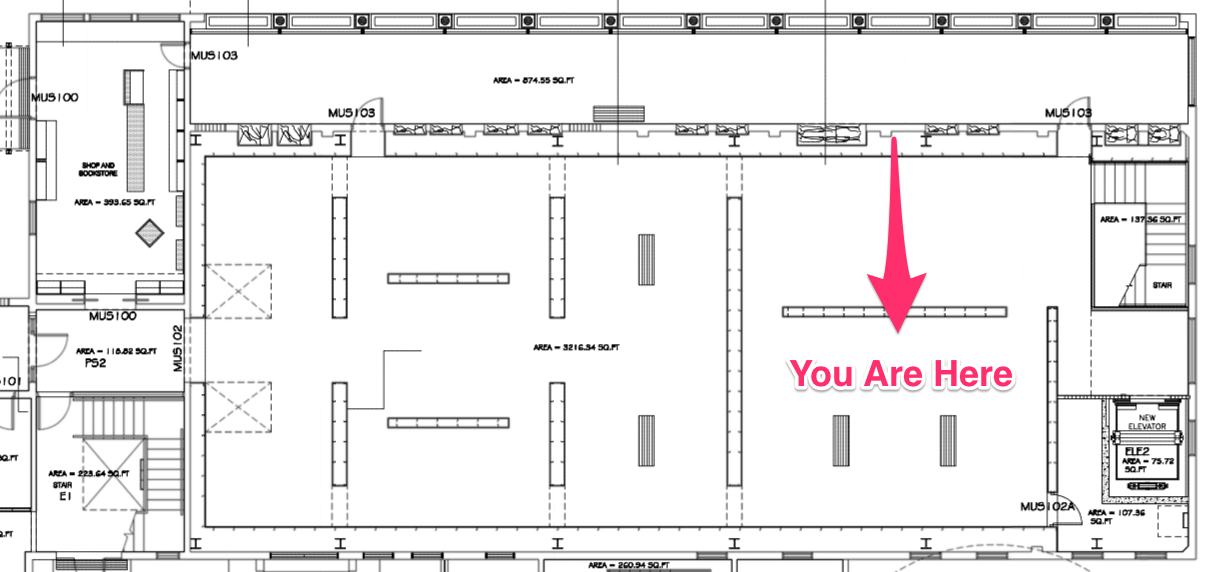 MUS103
AREA = 874.55 SQ.FT
MUS100
MUS103
MUS103
SHOP AND
BOOKSTORE
AREA = 393.65 SQ.FT
AREA = 137.36 SQ.FT
STAIR
MUS100
MUS102
AREA = 118.82 SQ.FT
PS2
AREA = 3216.34 SQ.FT
You Are Here
101
NEW
ELEVATOR
ELE2
AREA = 75.72
SQ.FT
SQ.FT
AREA = 223.64 SQ.FT
STAIR
E1
MUS102A
AREA = 107.36
SQ.FT
AREA = 260.94 SQ.FT